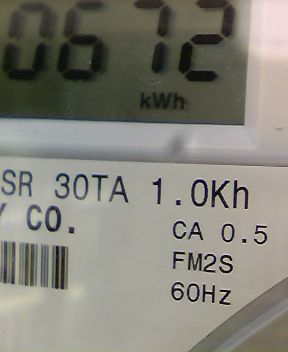 0672
kWh
SR 30TA 1.0Kh
Y CO.
CA 0.5
FM2S
60Hz